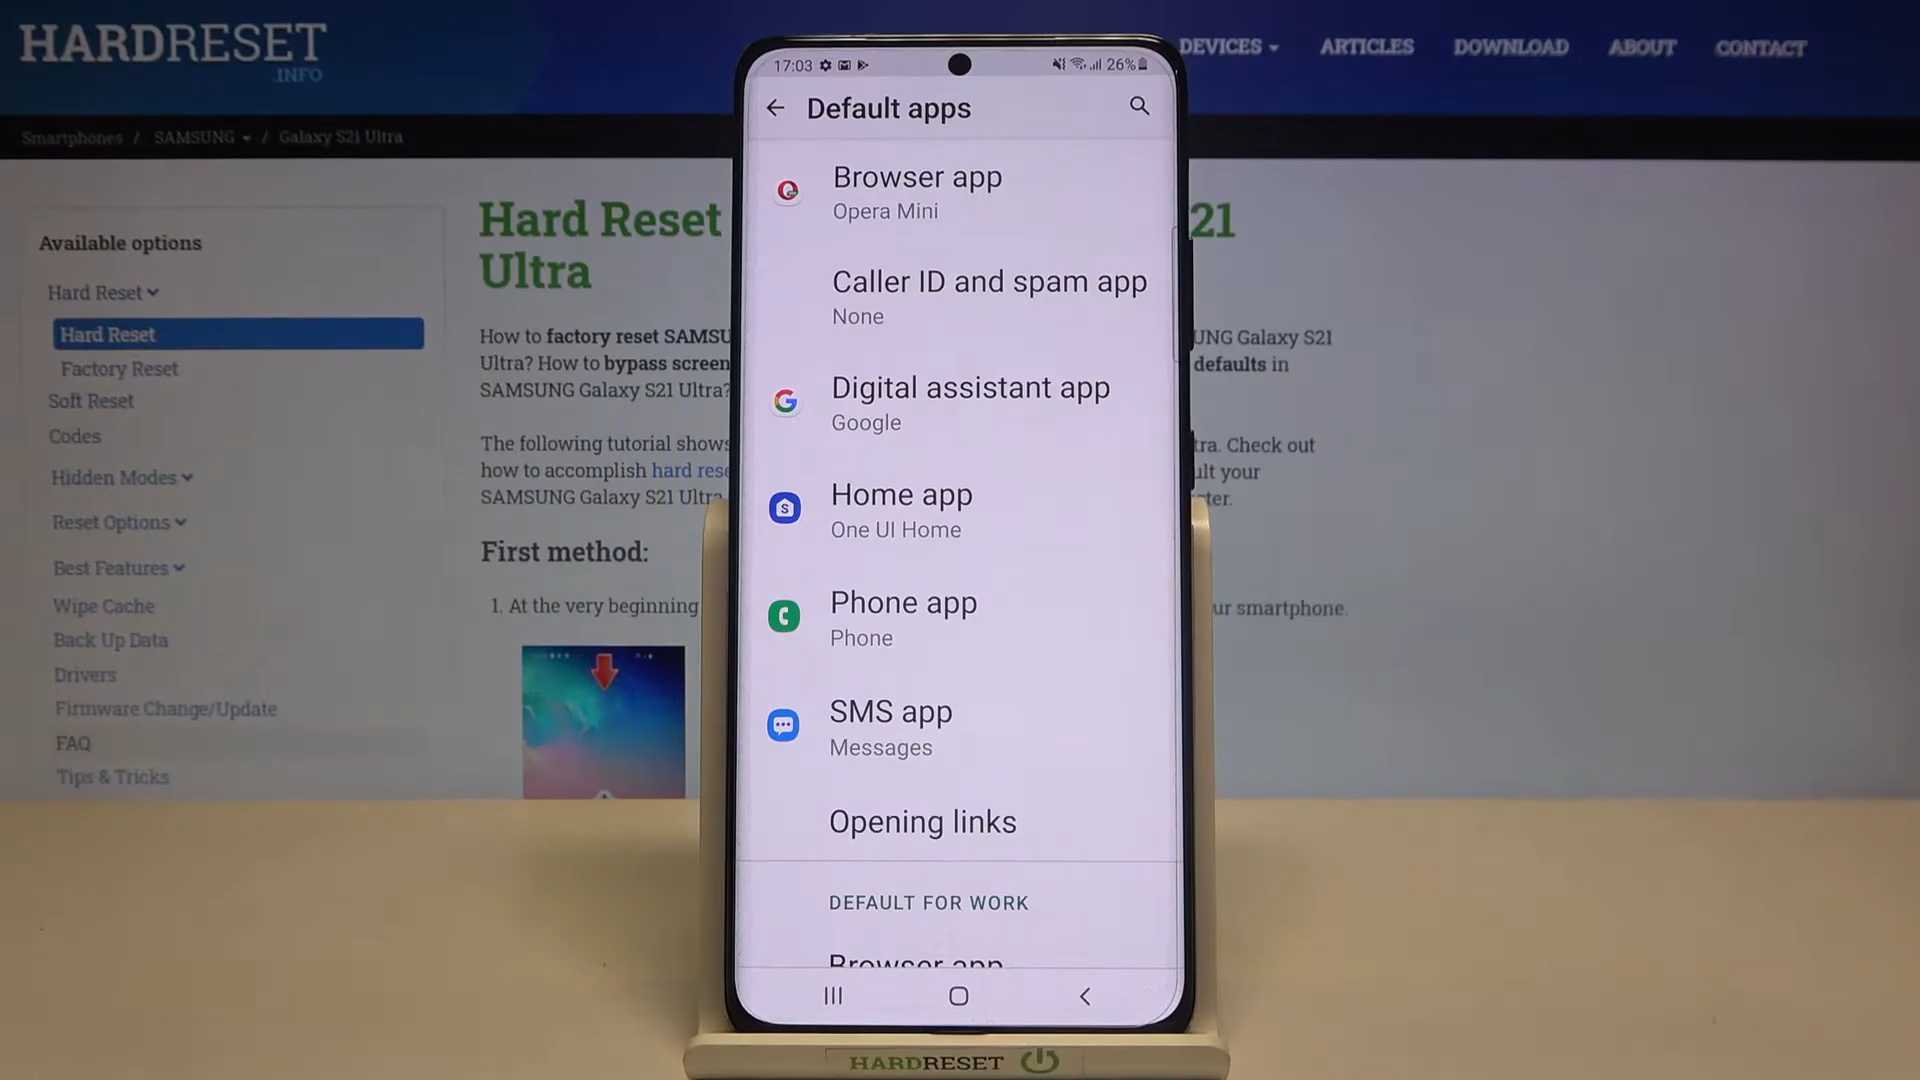 HARDRESET
.INFO
DEVICES
ARTICLES
DOWNLOAD
ABOUT
CONTACT
Smartphones / SAMSUNG / Galaxy S21 Ultra
Available options
Hard Reset
Hard Reset
Factory Reset
Soft Reset
Codes
Hidden Modes
Reset Options
Best Features
Wipe Cache
Back Up Data
Drivers
Firmware Change/Update
FAQ
Tips & Tricks
Hard Reset 21
Ultra
How to factory reset SAMSU UNG Galaxy S21
Ultra? How to bypass screen defaults in
SAMSUNG Galaxy S21 Ultra?
The following tutorial shows tra. Check out
how to accomplish hard rese ult your
SAMSUNG Galaxy S21 Ultra ter.
First method:
1. At the very beginning ur smartphone.
17:03 26%
Default apps
Browser app
Opera Mini
Caller ID and spam app
None
Digital assistant app
Google
Home app
One UI Home
Phone app
Phone
SMS app
Messages
Opening links
DEFAULT FOR WORK
Browser app
HARDRESET